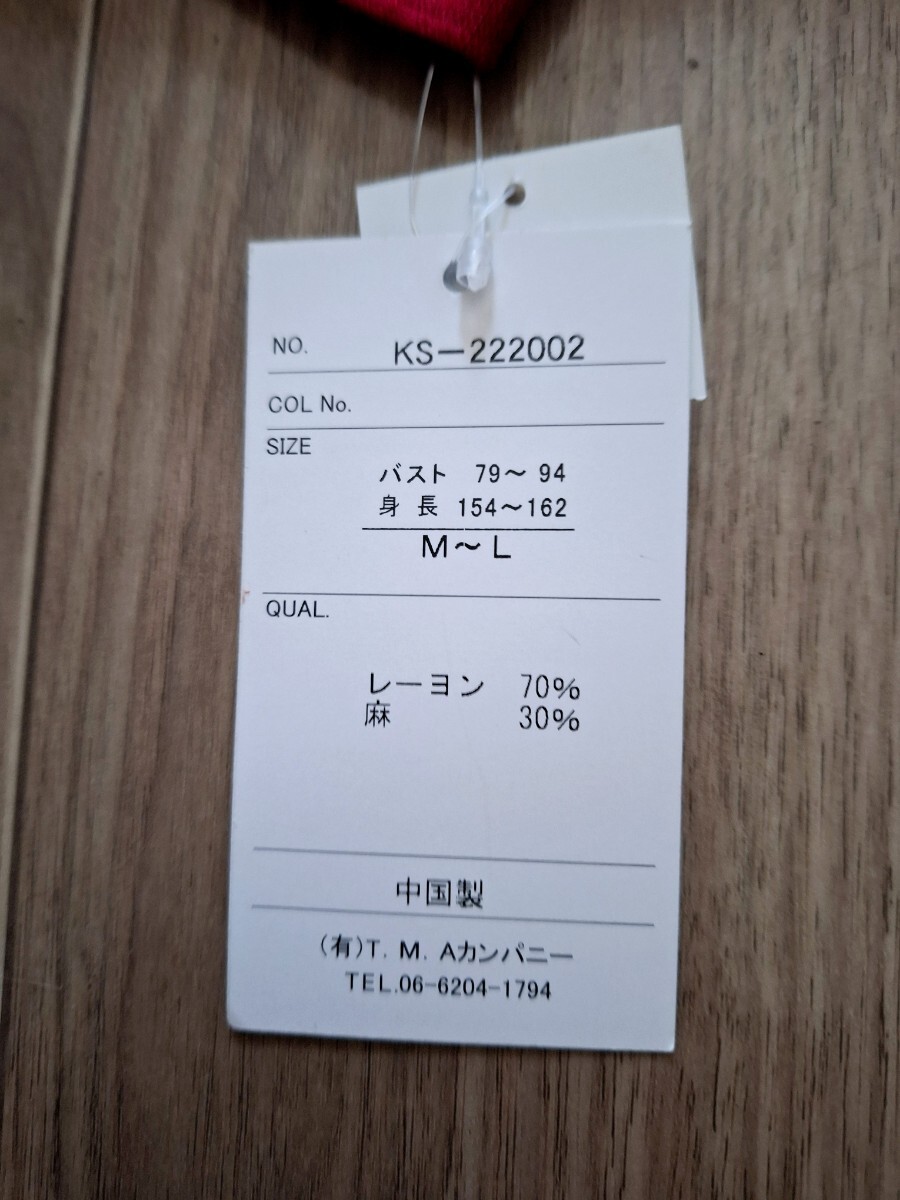 NO. KS-222002
COL No.
SIZE
バスト 79～94
身長 154～162
M～L
QUAL.
レーヨン 70%
麻 30%
中国製
(有)T. M. Aカンパニー
TEL.06-6204-1794